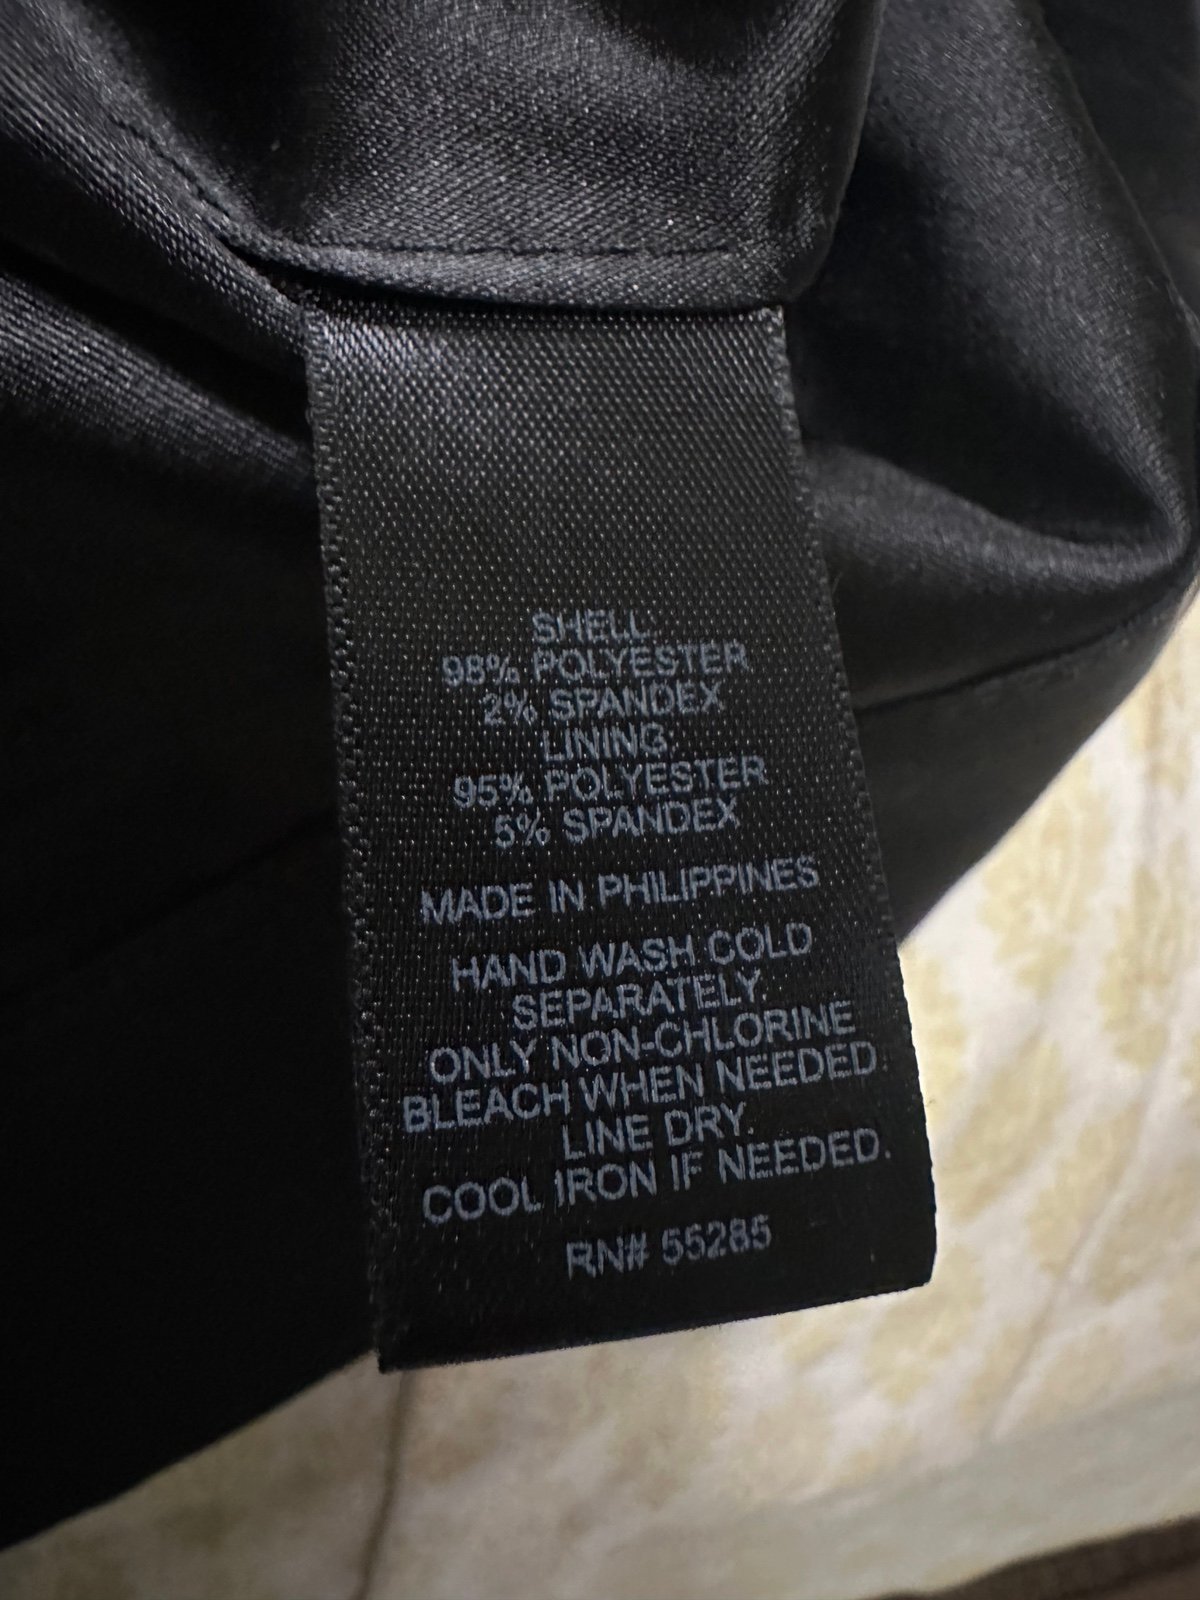 SHELL
98% POLYESTER
2% SPANDEX
LINING
95% POLYESTER
5% SPANDEX
MADE IN PHILIPPINES
HAND WASH COLD
SEPARATELY.
ONLY NON-CHLORINE
BLEACH WHEN NEEDED.
LINE DRY.
COOL IRON IF NEEDED.
RN# 55285